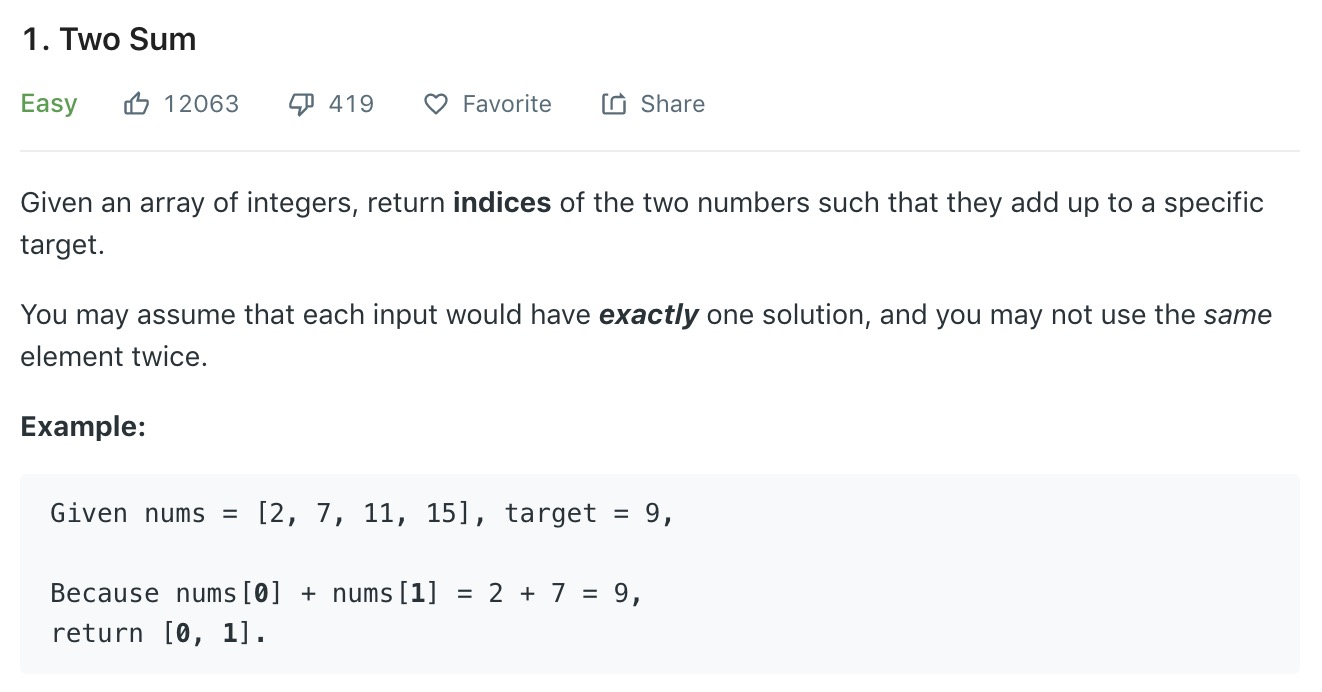 1. Two Sum
Easy 12063 419 Favorite Share
Given an array of integers, return indices of the two numbers such that they add up to a specific
target.
You may assume that each input would have exactly one solution, and you may not use the same
element twice.
Example:
Given nums = [2, 7, 11, 15], target = 9,
Because nums[0] + nums[1] = 2 + 7 = 9,
return [0, 1].